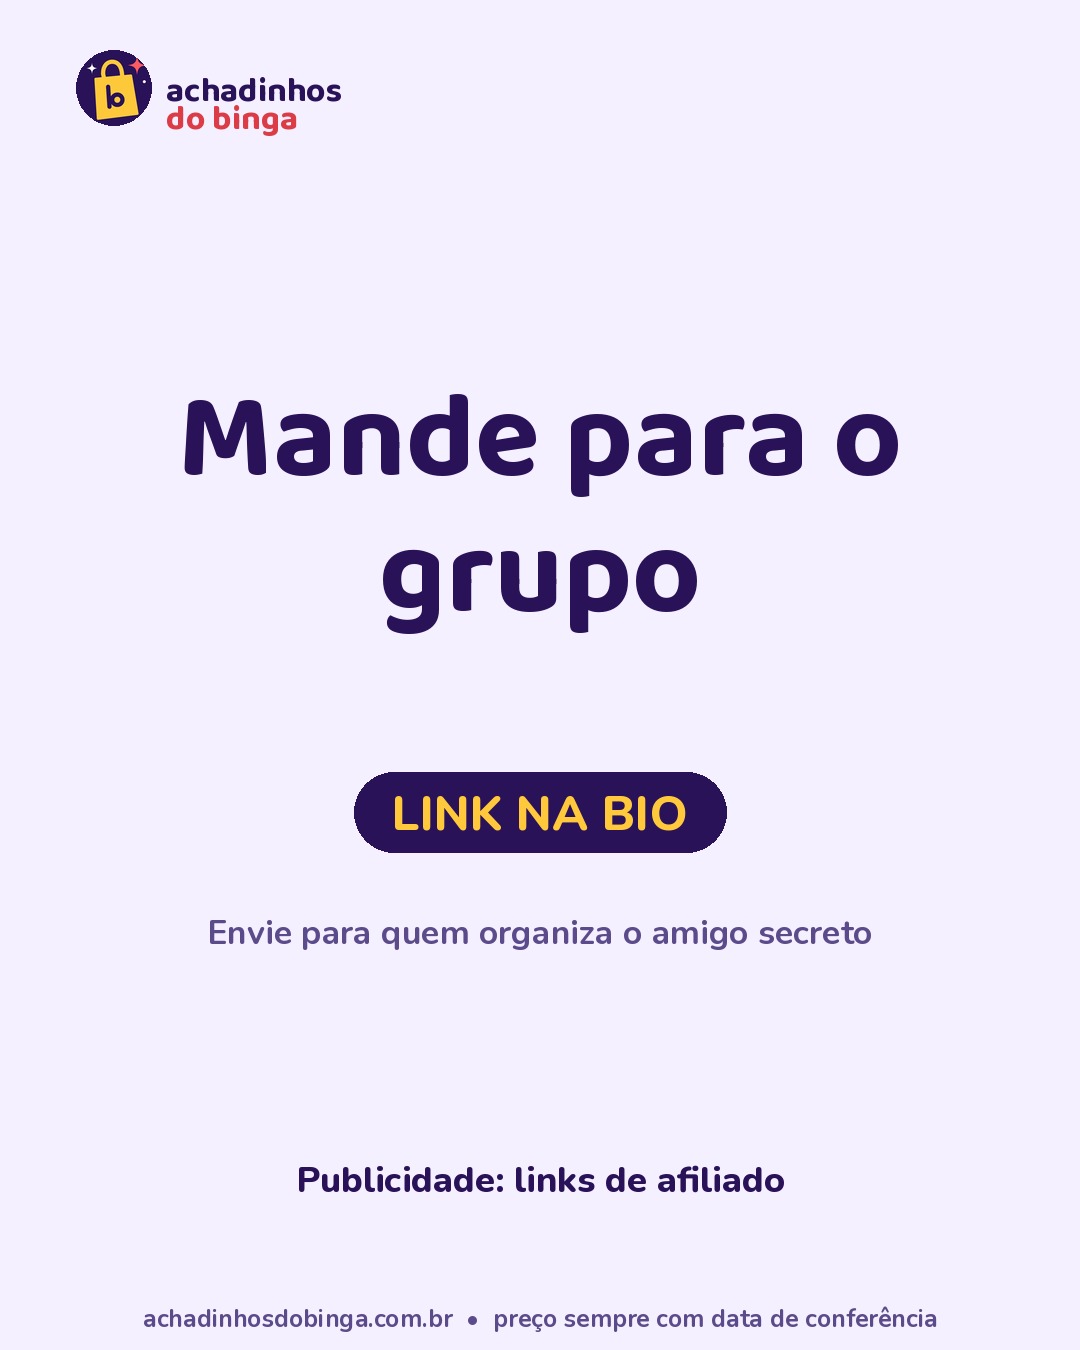 achadinhos
do binga
Mande para o
grupo
LINK NA BIO
Envie para quem organiza o amigo secreto
Publicidade: links de afiliado
achadinhosdobinga.com.br • preço sempre com data de conferência